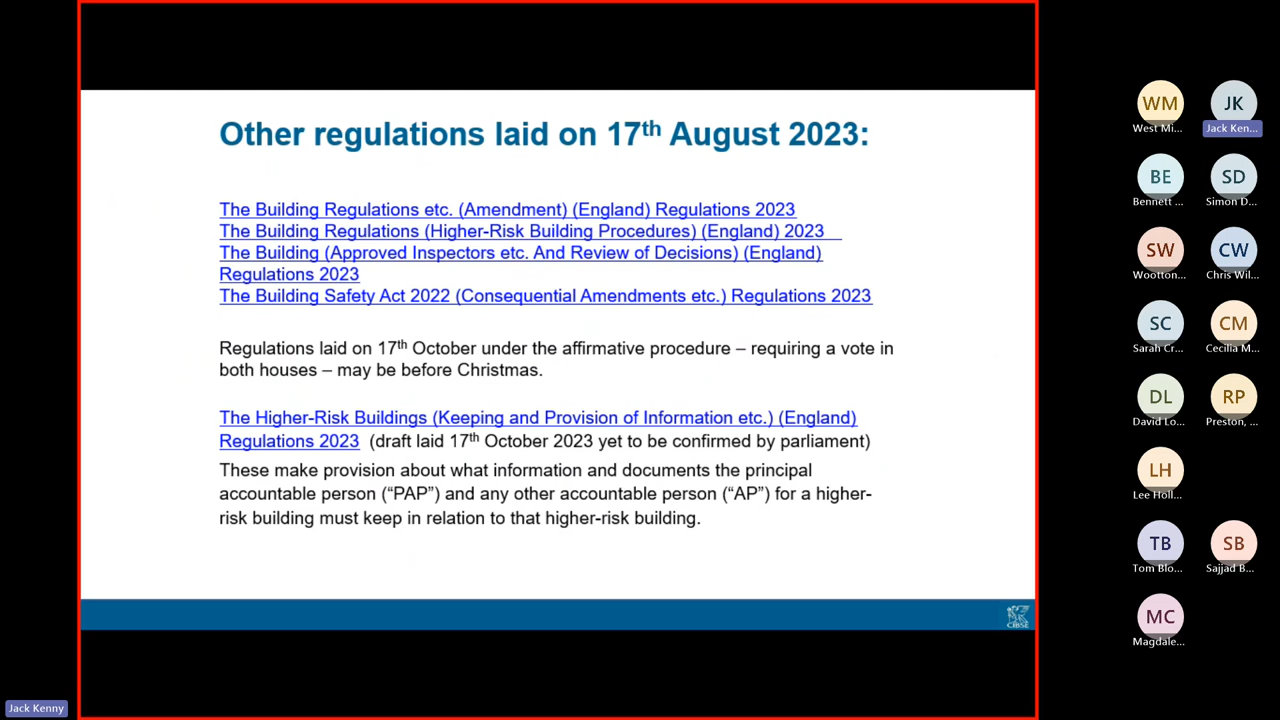 Other regulations laid on 17th August 2023:
The Building Regulations etc. (Amendment) (England) Regulations 2023
The Building Regulations (Higher-Risk Building Procedures) (England) 2023
The Building (Approved Inspectors etc. And Review of Decisions) (England)
Regulations 2023
The Building Safety Act 2022 (Consequential Amendments etc.) Regulations 2023
Regulations laid on 17th October under the affirmative procedure – requiring a vote in
both houses – may be before Christmas.
The Higher-Risk Buildings (Keeping and Provision of Information etc.) (England)
Regulations 2023 (draft laid 17th October 2023 yet to be confirmed by parliament)
These make provision about what information and documents the principal
accountable person (“PAP”) and any other accountable person (“AP”) for a higher-
risk building must keep in relation to that higher-risk building.
CIBSE
WM JK
West Mi... Jack Ken...
BE SD
Bennett ... Simon D...
SW CW
Wootton... Chris Wil...
SC CM
Sarah Cr... Cecilia M...
DL RP
David Lo... Preston, ...
LH
Lee Holl...
TB SB
Tom Blo... Sajjad B...
MC
Magdale...
Jack Kenny